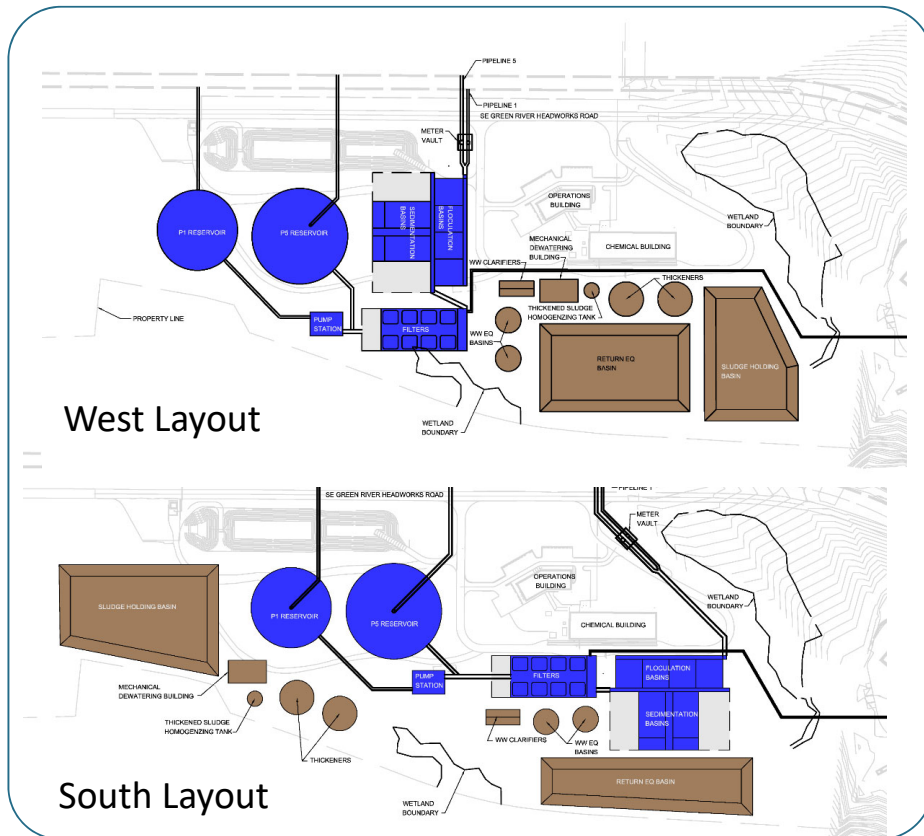 PIPELINE 5
PIPELINE 1
SE GREEN RIVER HEADWORKS ROAD
METER
VAULT
OPERATIONS
BUILDING
WETLAND
BOUNDARY
P1 RESERVOIR
P5 RESERVOIR
SEDIMENTATION
BASINS
FLOCULATION
BASINS
MECHANICAL
DEWATERING
BUILDING
CHEMICAL BUILDING
WW CLARIFIERS
THICKENERS
THICKENED SLUDGE
HOMOGENZING TANK
PROPERTY LINE
PUMP
STATION
FILTERS
WW EQ
BASINS
RETURN EQ
BASIN
SLUDGE HOLDING
BASIN
WETLAND
BOUNDARY
West Layout
SE GREEN RIVER HEADWORKS ROAD
PIPELINE 1
METER
VAULT
OPERATIONS
BUILDING
WETLAND
BOUNDARY
SLUDGE HOLDING BASIN
P1 RESERVOIR
P5 RESERVOIR
CHEMICAL BUILDING
MECHANICAL
DEWATERING BUILDING
PUMP
STATION
FILTERS
FLOCULATION
BASINS
THICKENED SLUDGE
HOMOGENZING TANK
THICKENERS
WW CLARIFIERS
WW EQ
BASINS
SEDIMENTATION
BASINS
RETURN EQ BASIN
WETLAND
BOUNDARY
South Layout